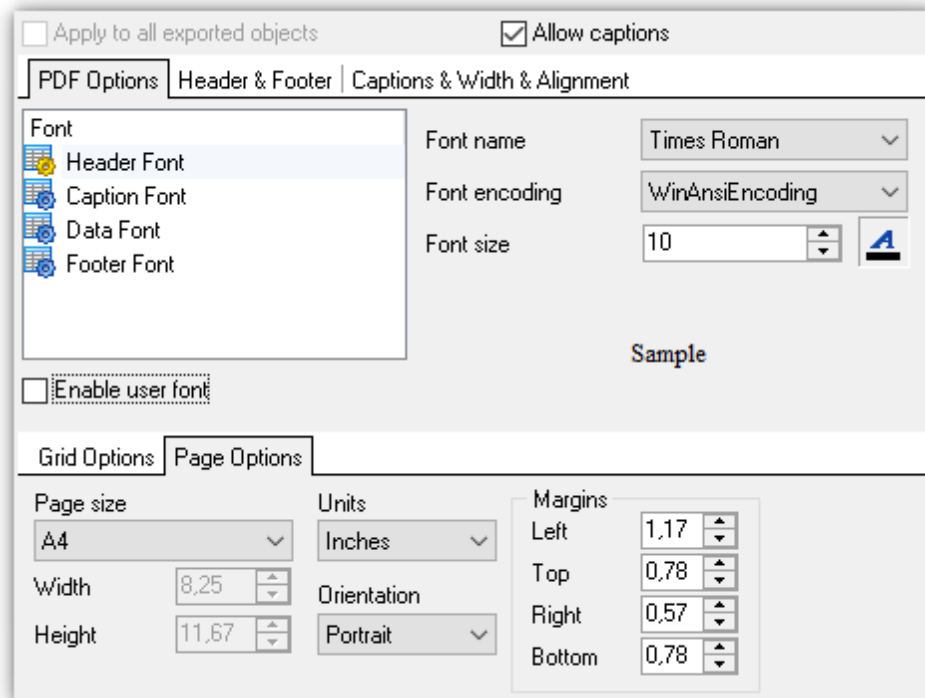 Apply to all exported objects
Allow captions
PDF Options
Header & Footer
Captions & Width & Alignment
Font
Header Font
Caption Font
Data Font
Footer Font
Font name
Times Roman
Font encoding
WinAnsiEncoding
Font size
10
A
Sample
Enable user font
Grid Options
Page Options
Page size
A4
Width
8,25
Height
11,67
Units
Inches
Orientation
Portrait
Margins
Left
1,17
Top
0,78
Right
0,57
Bottom
0,78